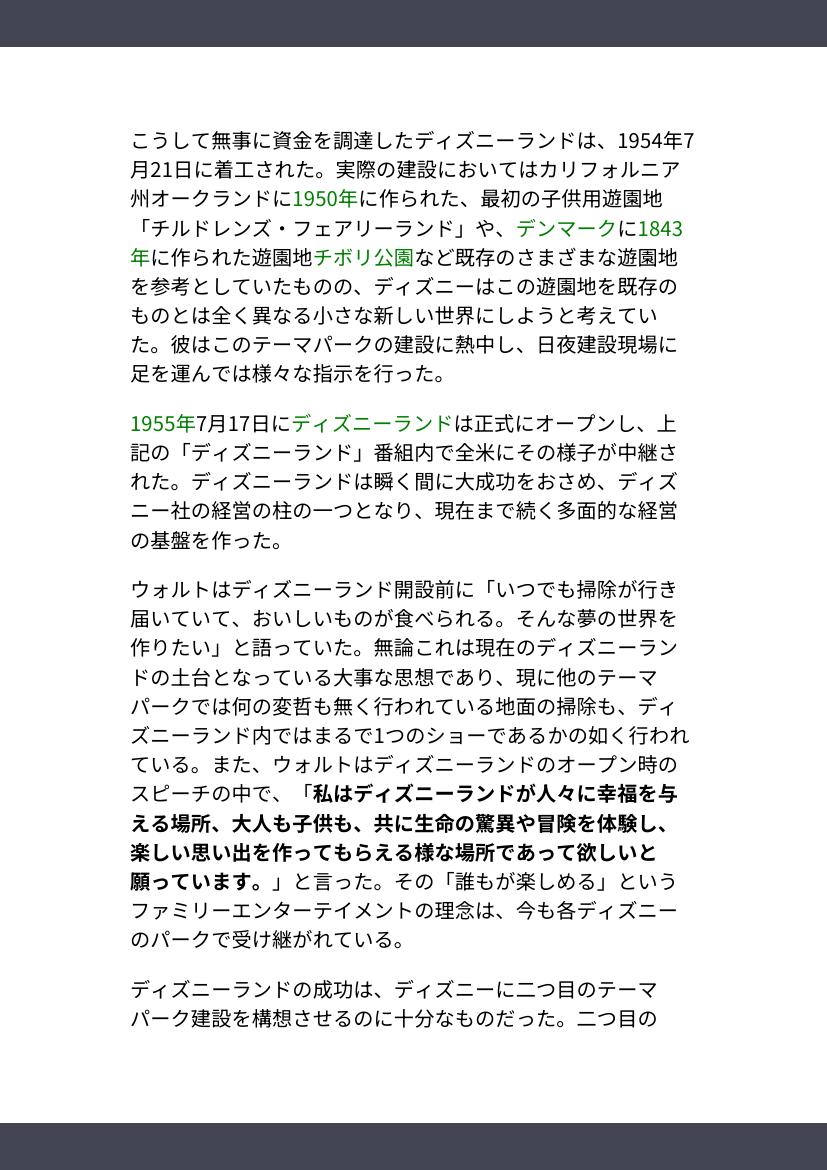 こうして無事に資金を調達したディズニーランドは、1954年7
月21日に着工された。実際の建設においてはカリフォルニア
州オークランドに1950年に作られた、最初の子供用遊園地
「チルドレンズ・フェアリーランド」や、デンマークに1843
年に作られた遊園地チボリ公園など既存のさまざまな遊園地
を参考としていたものの、ディズニーはこの遊園地を既存の
ものとは全く異なる小さな新しい世界にしようと考えてい
た。彼はこのテーマパークの建設に熱中し、日夜建設現場に
足を運んでは様々な指示を行った。
1955年7月17日にディズニーランドは正式にオープンし、上
記の「ディズニーランド」番組内で全米にその様子が中継さ
れた。ディズニーランドは瞬く間に大成功をおさめ、ディズ
ニー社の経営の柱の一つとなり、現在まで続く多面的な経営
の基盤を作った。
ウォルトはディズニーランド開設前に「いつでも掃除が行き
届いていて、おいしいものが食べられる。そんな夢の世界を
作りたい」と語っていた。無論これは現在のディズニーラン
ドの土台となっている大事な思想であり、現に他のテーマ
パークでは何の変哲も無く行われている地面の掃除も、ディ
ズニーランド内ではまるで1つのショーであるかの如く行われ
ている。また、ウォルトはディズニーランドのオープン時の
スピーチの中で、「私はディズニーランドが人々に幸福を与
える場所、大人も子供も、共に生命の驚異や冒険を体験し、
楽しい思い出を作ってもらえる様な場所であって欲しいと
願っています。」と言った。その「誰もが楽しめる」という
ファミリーエンターテイメントの理念は、今も各ディズニー
のパークで受け継がれている。
ディズニーランドの成功は、ディズニーに二つ目のテーマ
パーク建設を構想させるのに十分なものだった。二つ目の